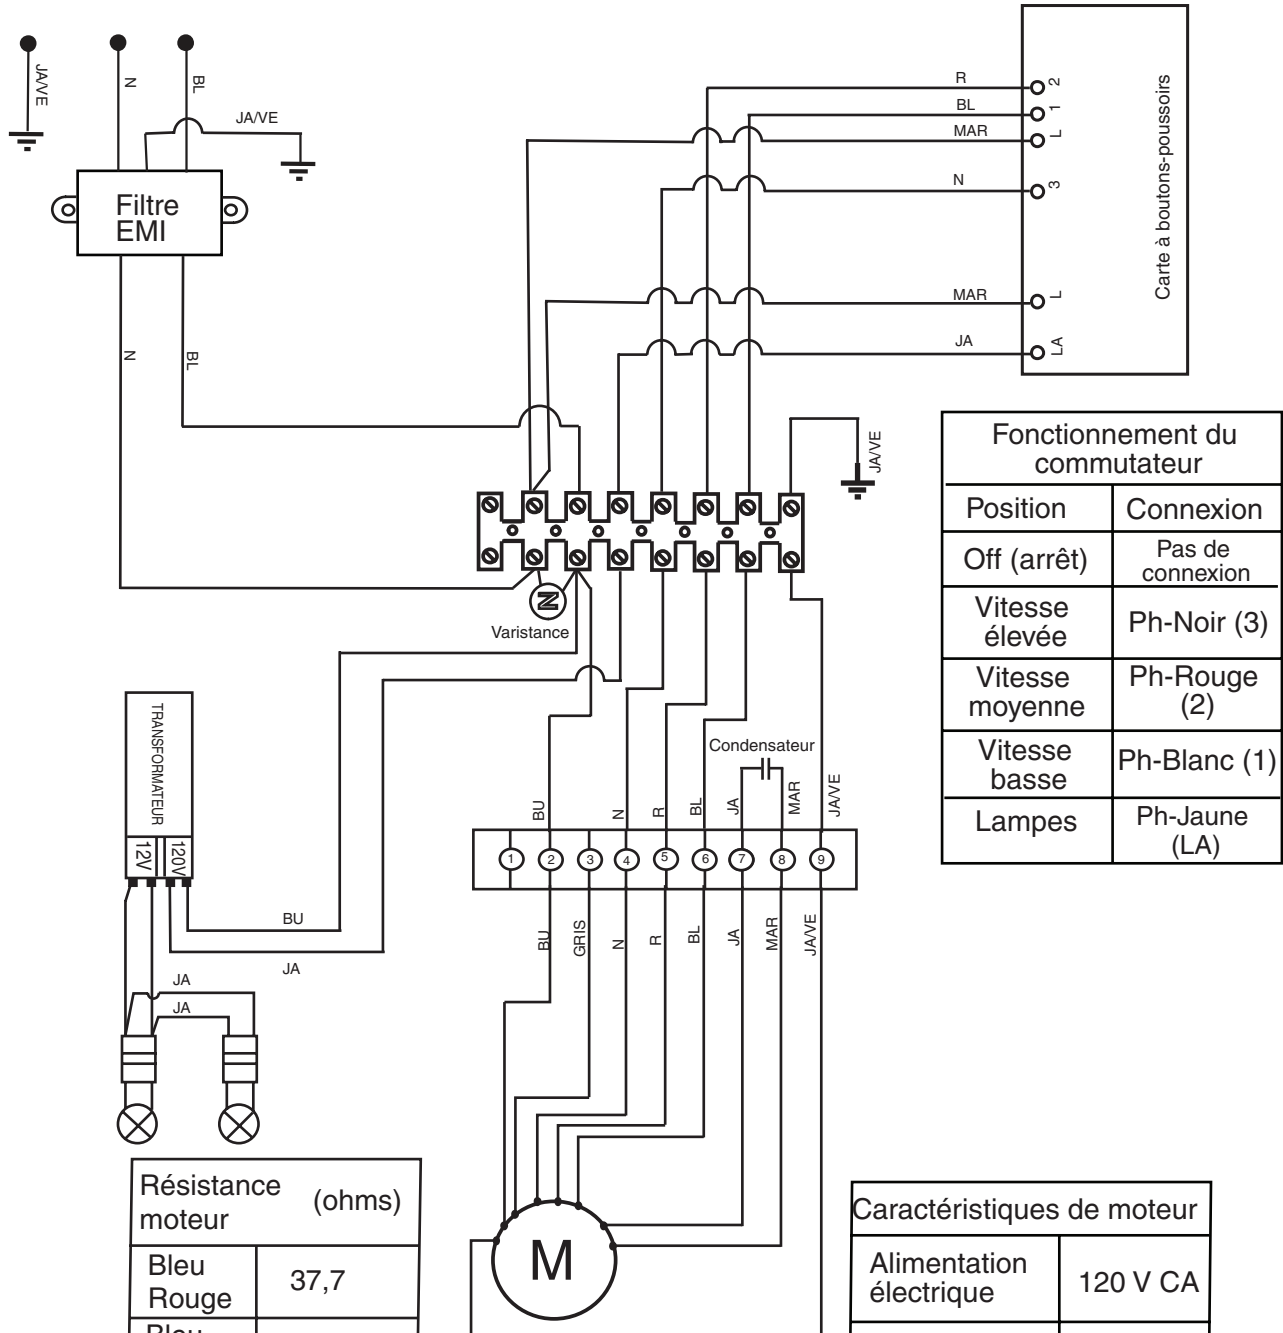 JA/VE
N
BL
JA/VE
Filtre
EMI
N
BL
R
2
BL
1
MAR
L
N
3
MAR
L
JA
LA
Carte à boutons-poussoirs
JA/VE
Varistance
Fonctionnement du
commutateur
Position
Connexion
Off (arrêt)
Pas de
connexion
Vitesse
élevée
Ph-Noir (3)
Vitesse
moyenne
Ph-Rouge
(2)
Vitesse
basse
Ph-Blanc (1)
Lampes
Ph-Jaune
(LA)
TRANSFORMATEUR
12V
120V
BU
JA
JA
JA
Condensateur
BU
N
R
BL
JA
MAR
JA/VE
1
2
3
4
5
6
7
8
9
BU
GRIS
N
R
BL
JA
MAR
JA/VE
M
Résistance
moteur
(ohms)
Bleu
Rouge
37,7
Bleu
Caractéristiques de moteur
Alimentation
électrique
120 V CA